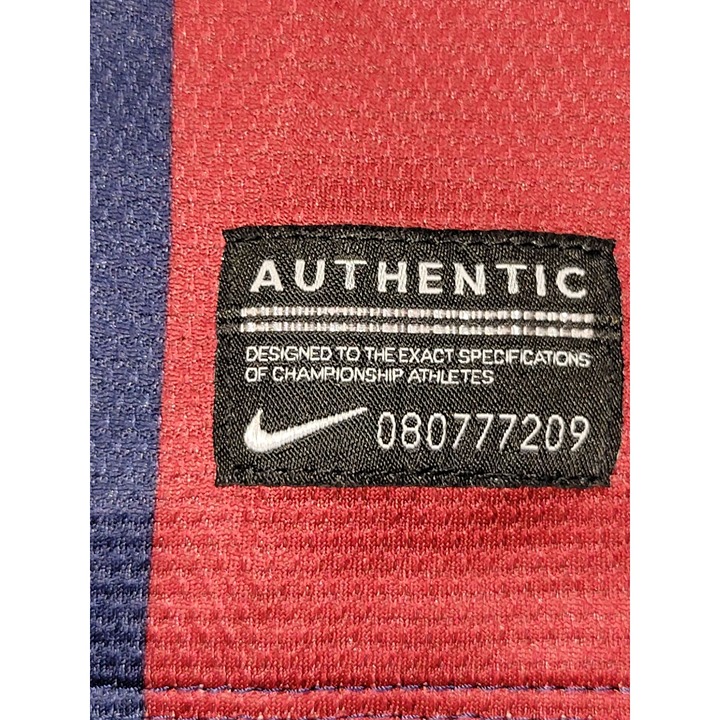 AUTHENTIC
DESIGNED TO THE EXACT SPECIFICATIONS
OF CHAMPIONSHIP ATHLETES
080777209